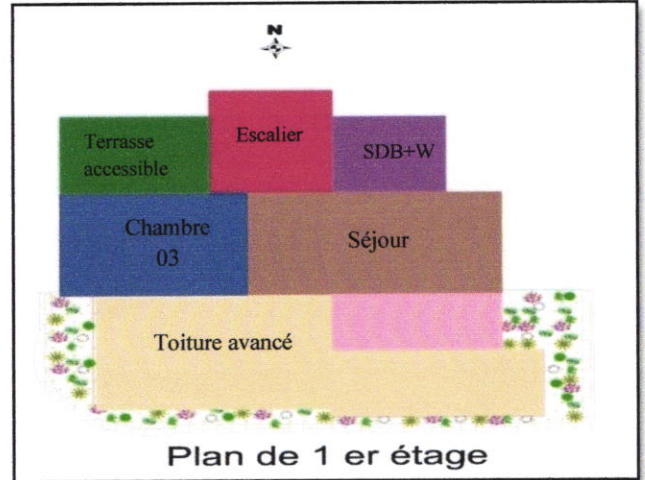 N
Terrasse
accessible
Escalier
SDB+W
Chambre
03
Séjour
Toiture avancé
Plan de 1 er étage